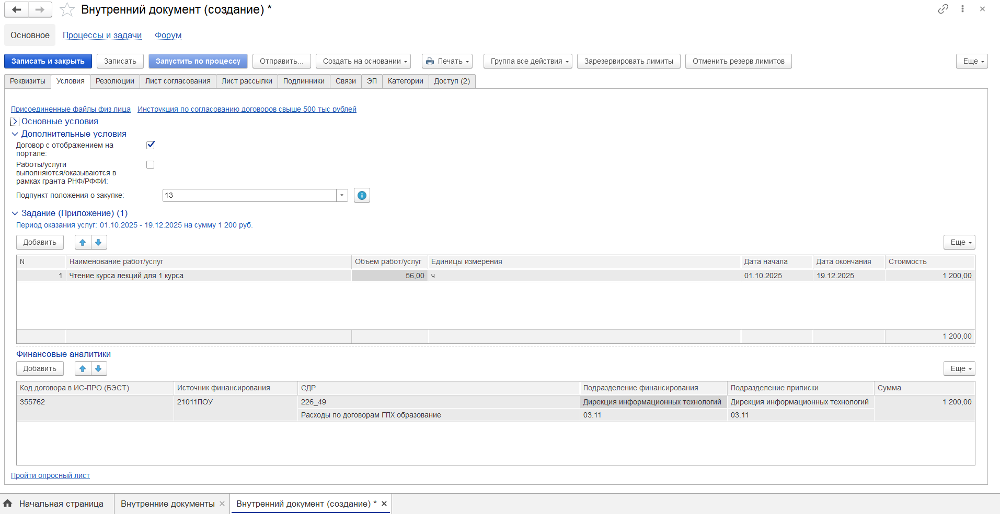 Внутренний документ (создание) *
Основное Процессы и задачи Форум
Записать и закрыть Записать Запустить по процессу Отправить... Создать на основании Печать Группа все действия Зарезервировать лимиты Отменить резерв лимитов Еще
Реквизиты Условия Резолюции Лист согласования Лист рассылки Подлинники Связи ЭП Категории Доступ (2)
Присоединенные файлы физ лица Инструкция по согласованию договоров свыше 500 тыс рублей
Основные условия
Дополнительные условия
Договор с отображением на
портале:
Работы/услуги
выполняются/оказываются в
рамках гранта РНФ/РФФИ:
Подпункт положения о закупке: 13
Задание (Приложение) (1)
Период оказания услуг: 01.10.2025 - 19.12.2025 на сумму 1 200 руб.
Добавить Еще
N Наименование работ/услуг Объем работ/услуг Единицы измерения Дата начала Дата окончания Стоимость
1 Чтение курса лекций для 1 курса 56,00 ч 01.10.2025 19.12.2025 1 200,00
1 200,00
Финансовые аналитики
Добавить Еще
Код договора в ИС-ПРО (БЭСТ) Источник финансирования СДР Подразделение финансирования Подразделение приписки Сумма
355762 21011ПОУ 226_49 Дирекция информационных технологий Дирекция информационных технологий 1 200,00
Расходы по договорам ГПХ образование 03.11 03.11
Пройти опросный лист
Начальная страница Внутренние документы Внутренний документ (создание) *